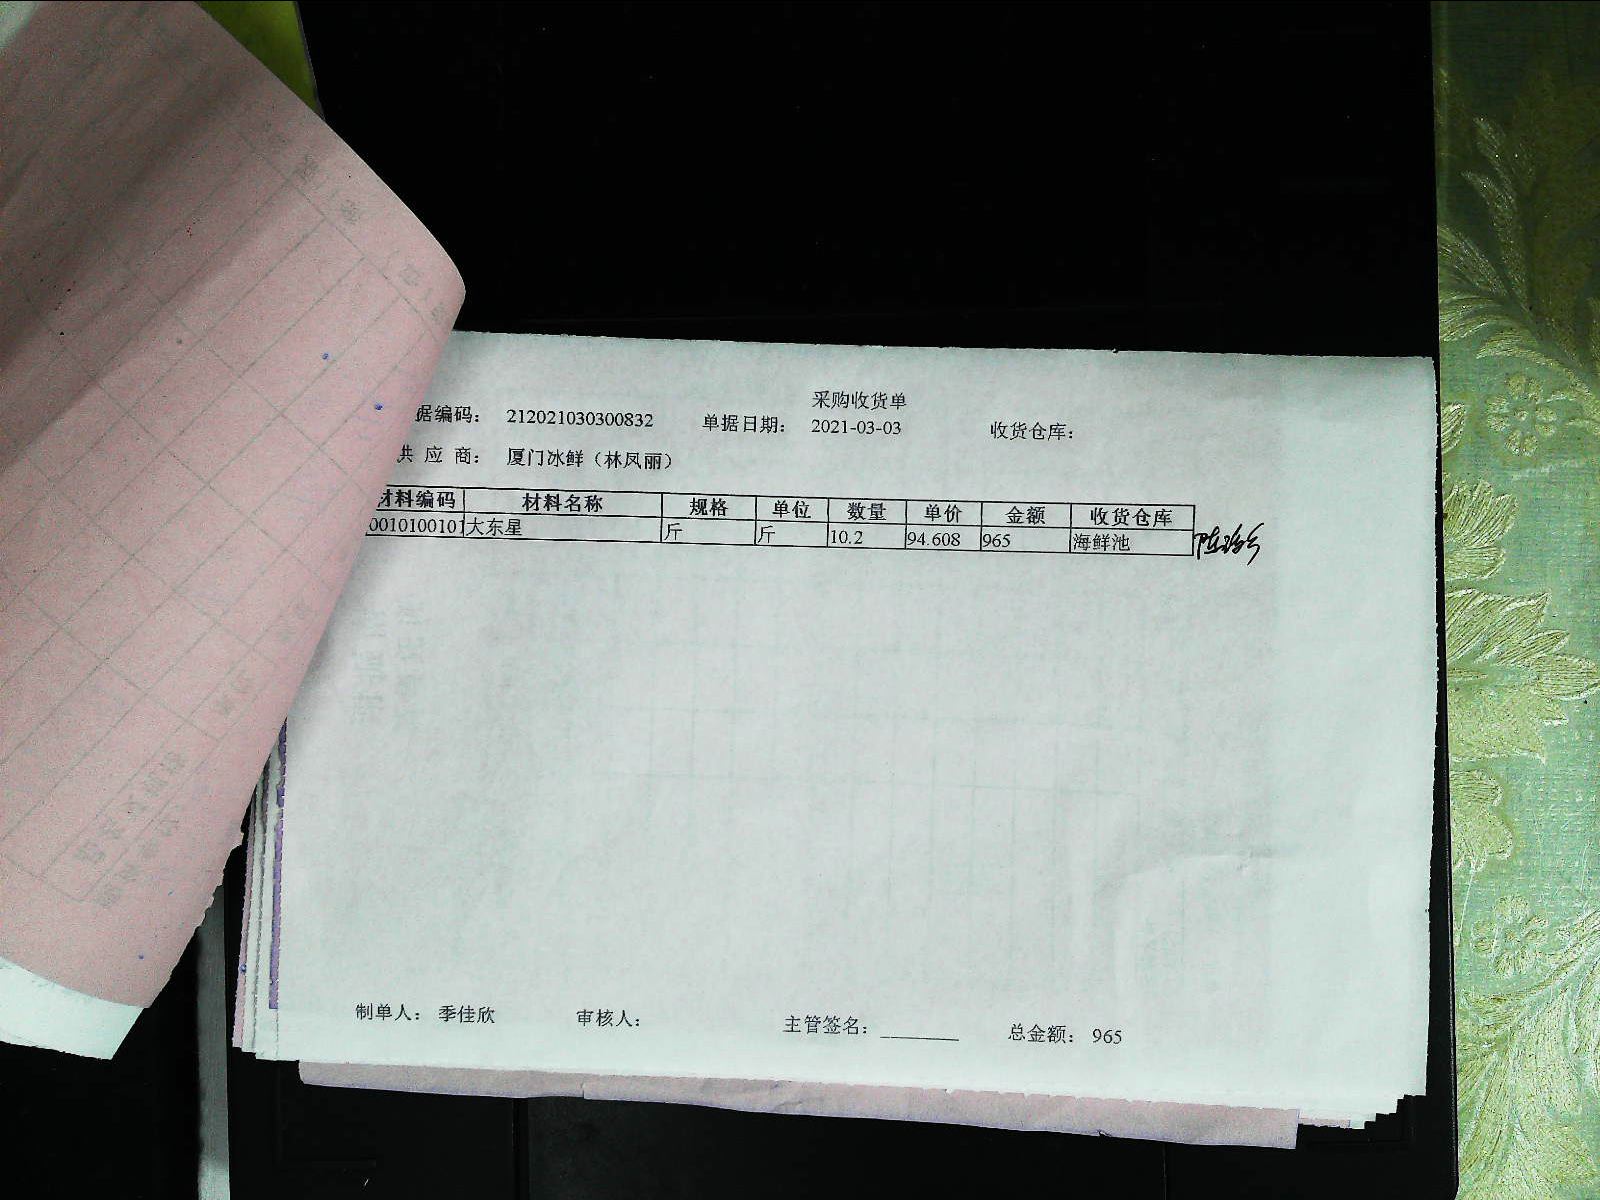 采购收货单
据编码： 212021030300832 单据日期： 2021-03-03 收货仓库：
供 应 商： 厦门冰鲜（林凤丽）
材料编码 材料名称 规格 单位 数量 单价 金额 收货仓库
0010100101 大东星 斤 斤 10.2 94.608 965 海鲜池
制单人： 季佳欣 审核人： 主管签名： ________ 总金额： 965